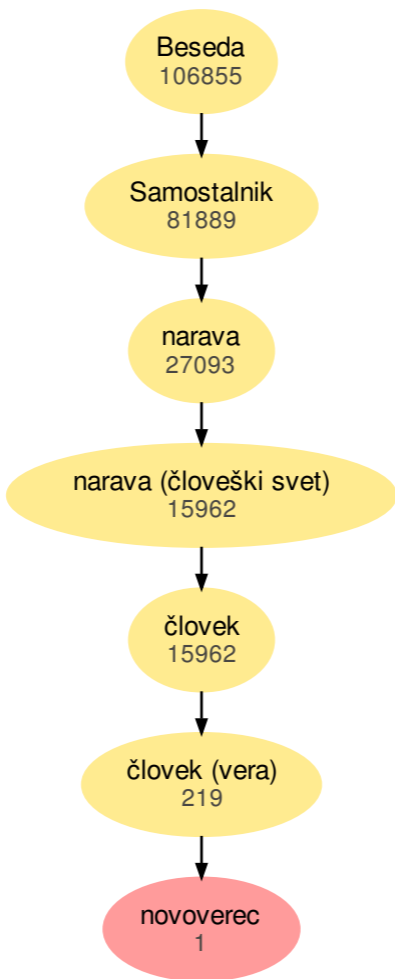 Beseda
106855
Samostalnik
81889
narava
27093
narava (človeški svet)
15962
človek
15962
človek (vera)
219
novoverec
1